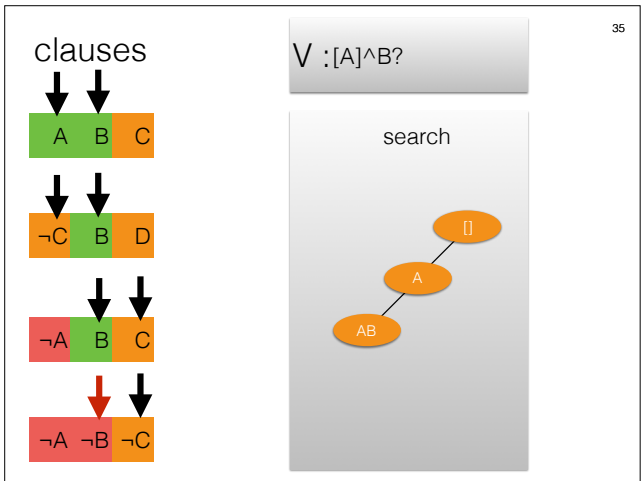 35
clauses
A B C
¬C B D
¬A B C
¬A ¬B ¬C
V :[A]^B?
search
[]
A
AB